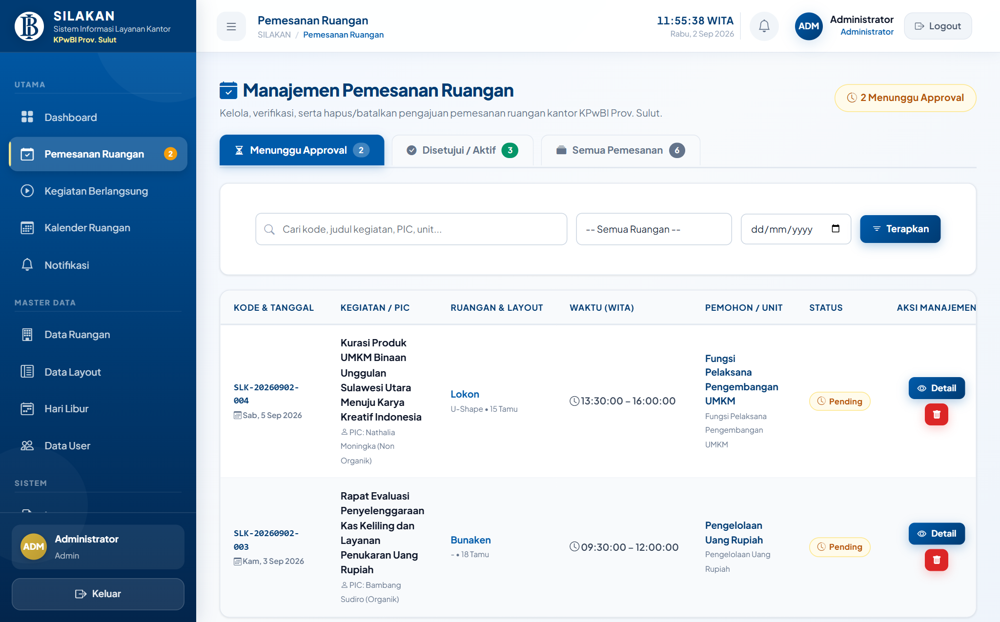 SILAKAN
Sistem Informasi Layanan Kantor
KPwBI Prov. Sulut
UTAMA
Dashboard
Pemesanan Ruangan 2
Kegiatan Berlangsung
Kalender Ruangan
Notifikasi
MASTER DATA
Data Ruangan
Data Layout
Hari Libur
Data User
SISTEM
ADM
Administrator
Admin
Keluar
Pemesanan Ruangan
SILAKAN / Pemesanan Ruangan
11:55:38 WITA
Rabu, 2 Sep 2026
ADM
Administrator
Administrator
Logout
Manajemen Pemesanan Ruangan
Kelola, verifikasi, serta hapus/batalkan pengajuan pemesanan ruangan kantor KPwBI Prov. Sulut.
2 Menunggu Approval
Menunggu Approval 2
Disetujui / Aktif 3
Semua Pemesanan 6
Cari kode, judul kegiatan, PIC, unit...
-- Semua Ruangan --
dd/mm/yyyy
Terapkan
KODE & TANGGAL KEGIATAN / PIC RUANGAN & LAYOUT WAKTU (WITA) PEMOHON / UNIT STATUS AKSI MANAJEMEN
SLK-20260902-
004
Sab, 5 Sep 2026
Kurasi Produk
UMKM Binaan
Unggulan
Sulawesi Utara
Menuju Karya
Kreatif Indonesia
PIC: Nathalia
Moningka (Non
Organik)
Lokon
U-Shape • 15 Tamu
13:30:00 – 16:00:00
Fungsi
Pelaksana
Pengembangan
UMKM
Fungsi Pelaksana
Pengembangan
UMKM
Pending
Detail
SLK-20260902-
003
Kam, 3 Sep 2026
Rapat Evaluasi
Penyelenggaraan
Kas Keliling dan
Layanan
Penukaran Uang
Rupiah
PIC: Bambang
Sudiro (Organik)
Bunaken
- • 18 Tamu
09:30:00 – 12:00:00
Pengelolaan
Uang Rupiah
Pengelolaan Uang
Rupiah
Pending
Detail